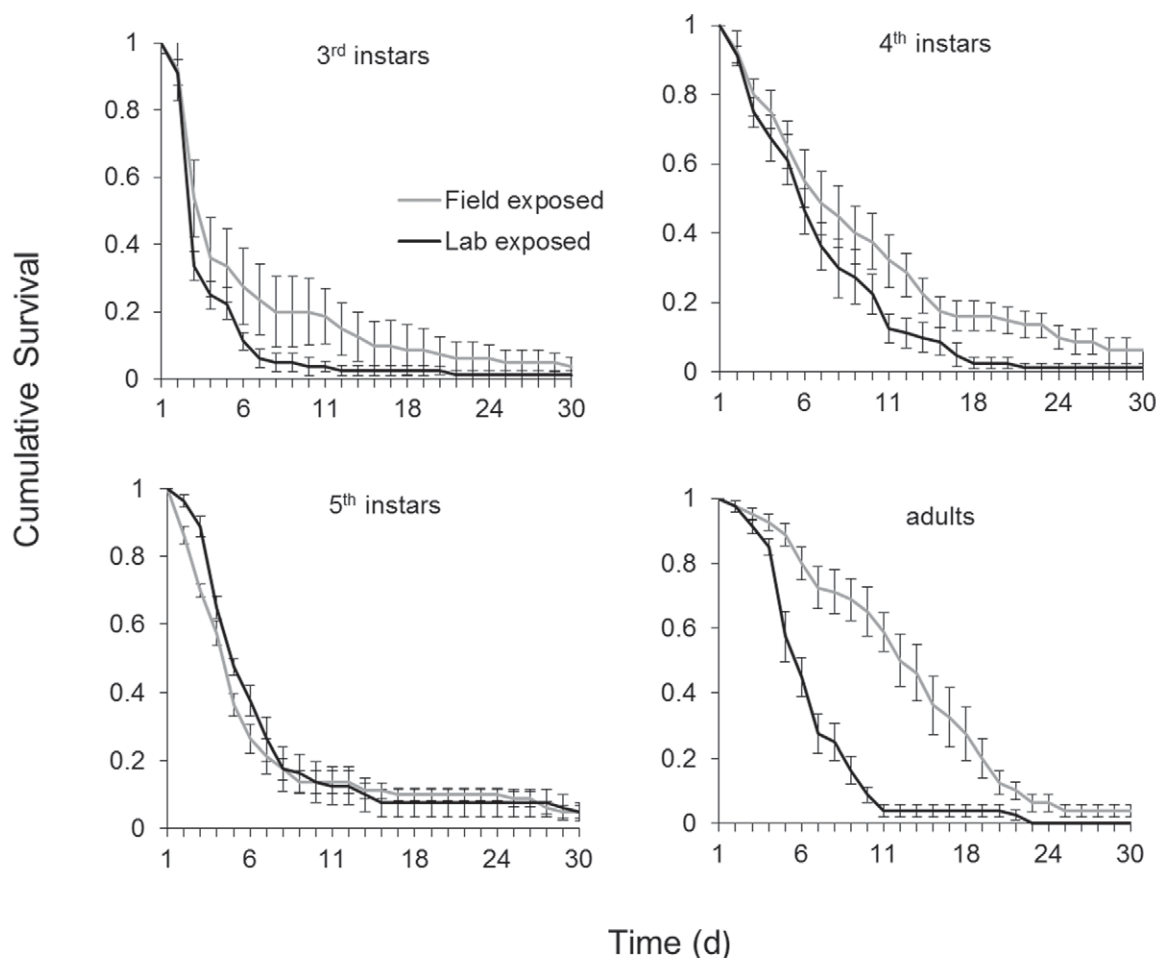 Cumulative Survival
3rd instars
1
0.8
0.6
0.4
0.2
0
1 6 11 18 24 30
Field exposed
Lab exposed
4th instars
1
0.8
0.6
0.4
0.2
0
1 6 11 18 24 30
5th instars
1
0.8
0.6
0.4
0.2
0
1 6 11 18 24 30
adults
1
0.8
0.6
0.4
0.2
0
1 6 11 18 24 30
Time (d)